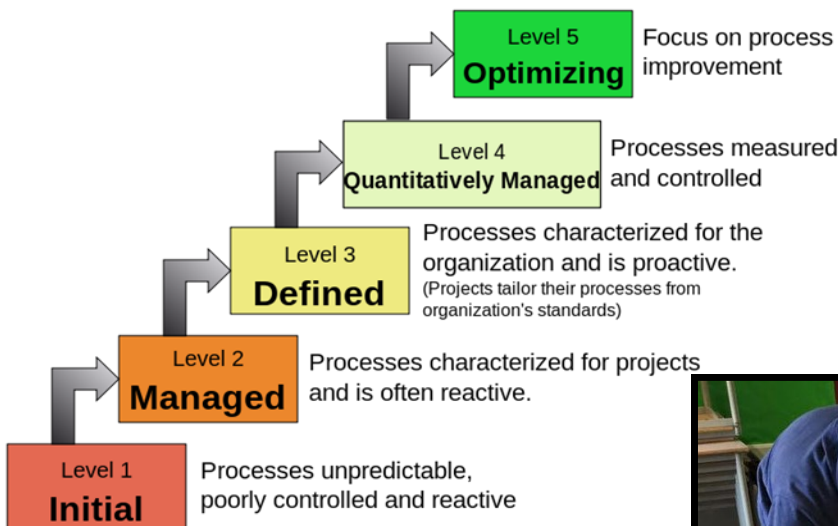 Level 5
Optimizing
Focus on process
improvement
Level 4
Quantitatively Managed
Processes measured
and controlled
Level 3
Defined
Processes characterized for the
organization and is proactive.
(Projects tailor their processes from
organization's standards)
Level 2
Managed
Processes characterized for projects
and is often reactive.
Level 1
Initial
Processes unpredictable,
poorly controlled and reactive